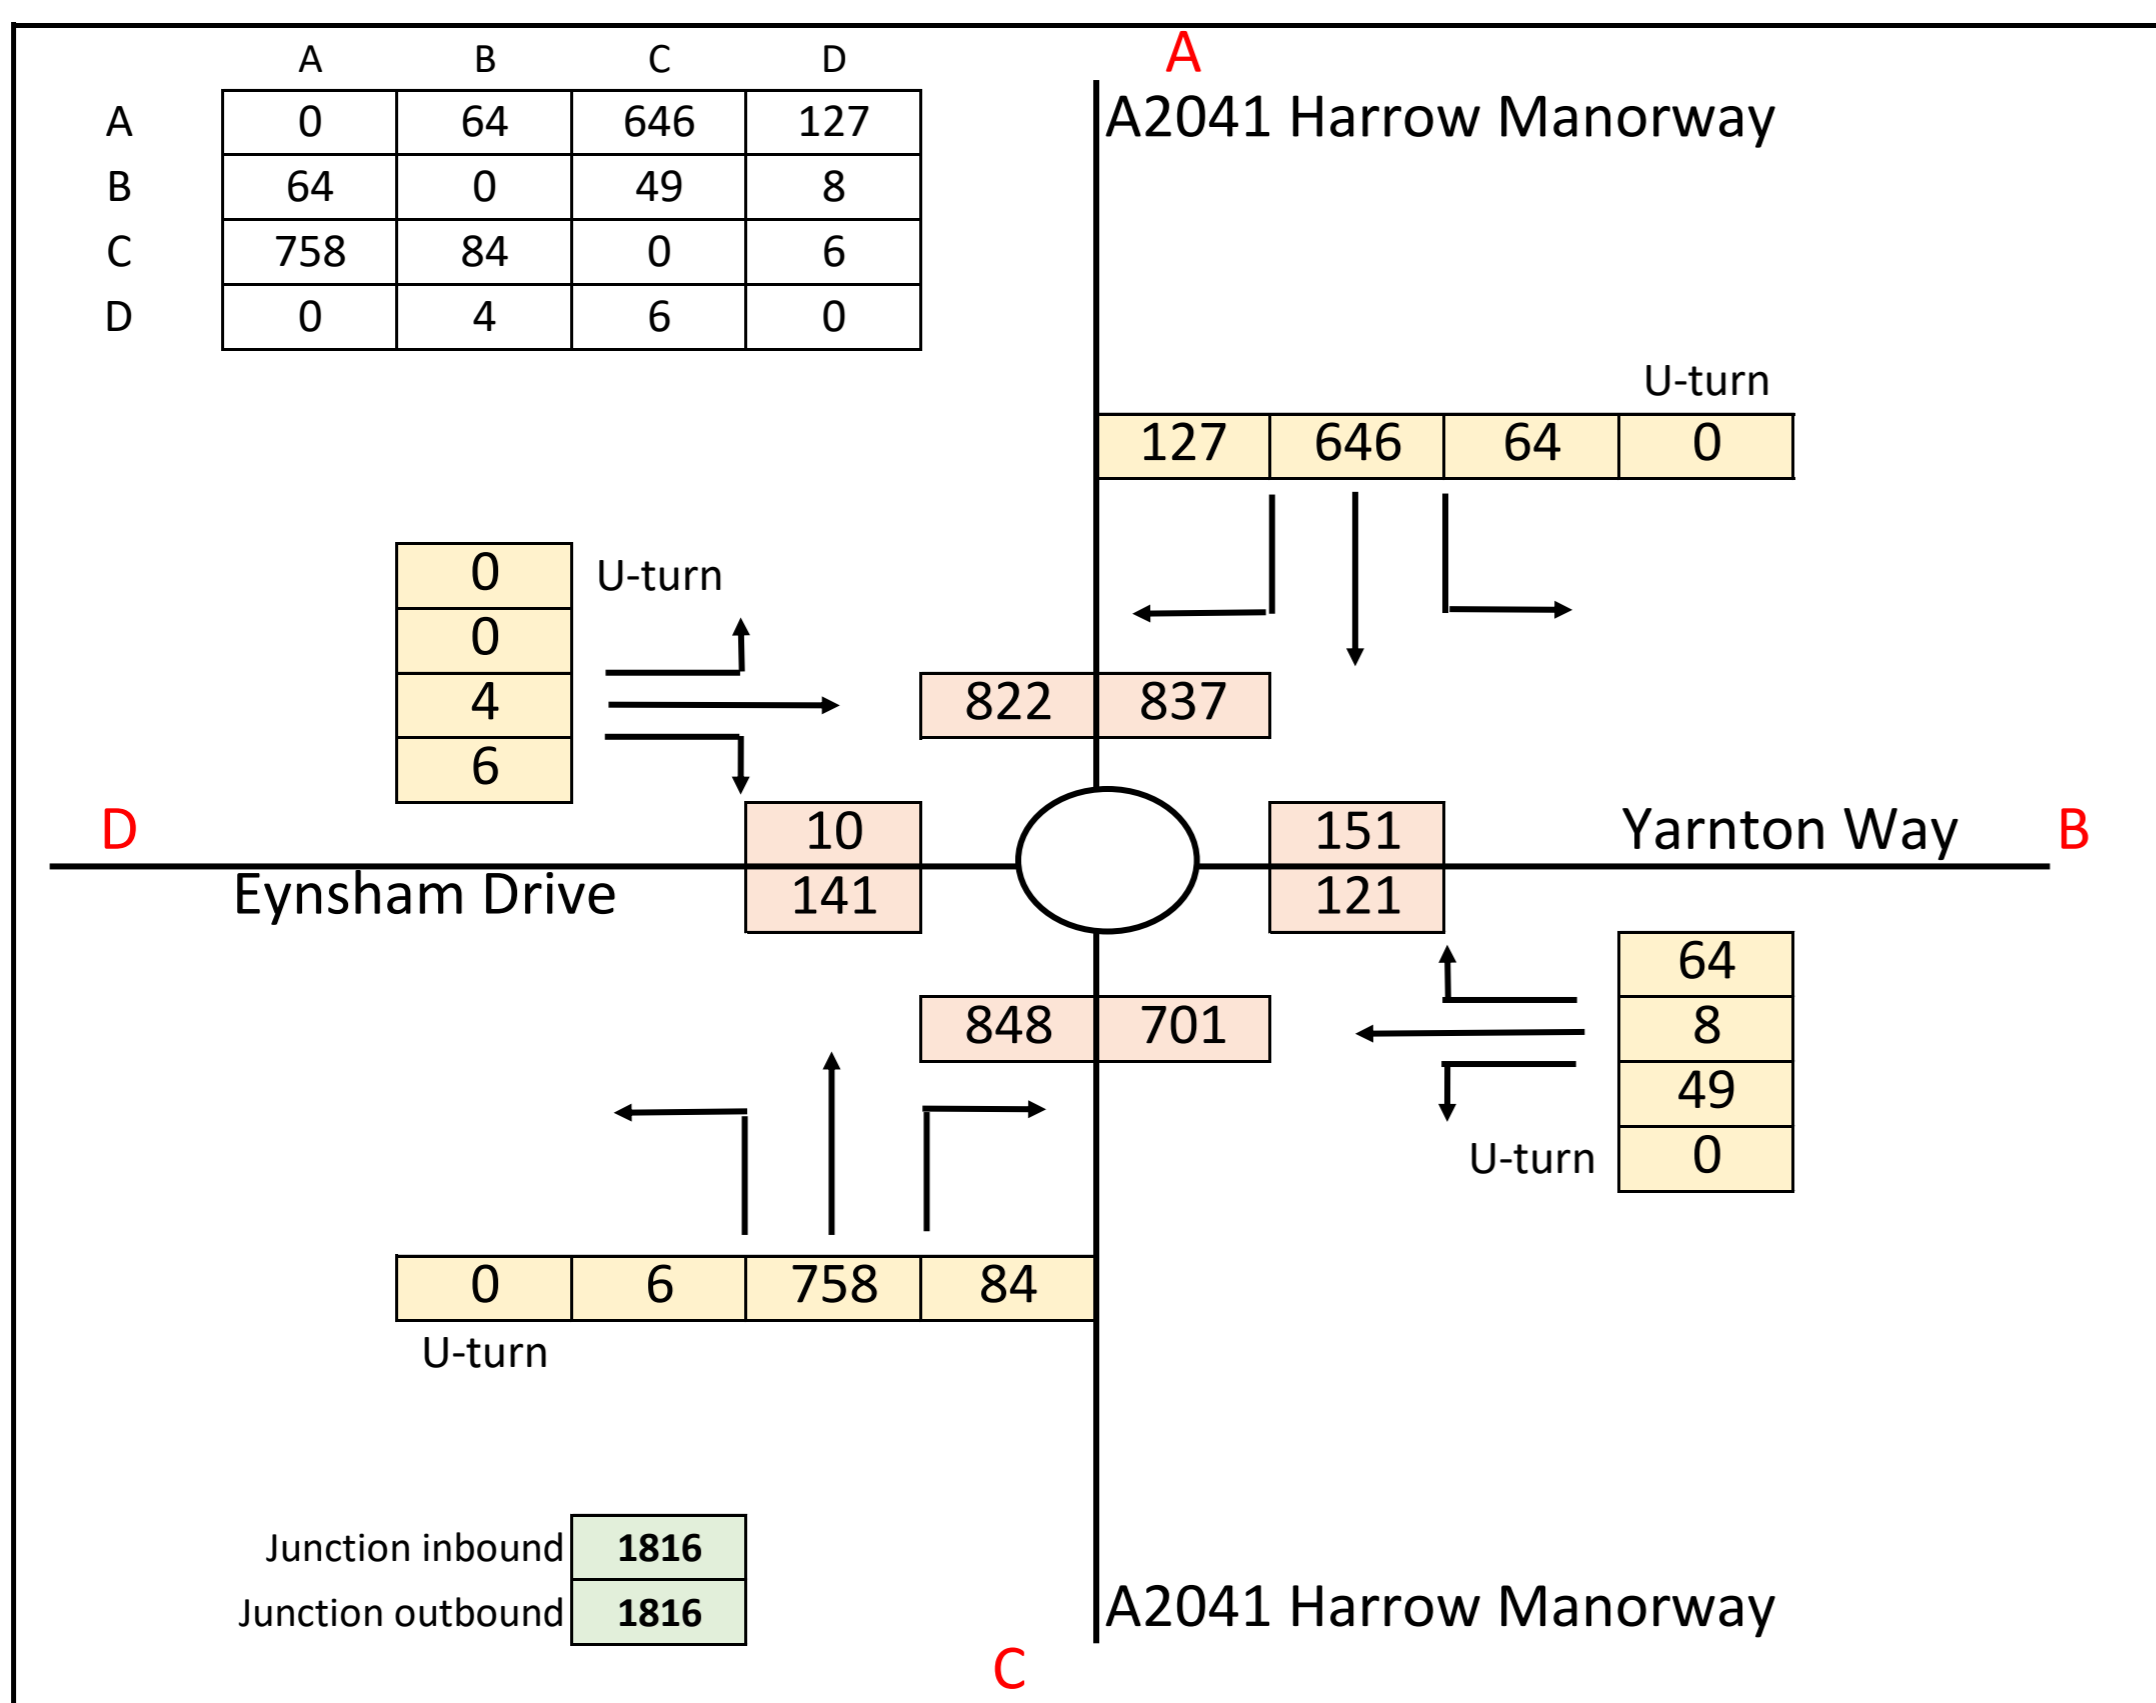 A B C D
A 0 64 646 127
B 64 0 49 8
C 758 84 0 6
D 0 4 6 0
A
A2041 Harrow Manorway
U-turn
127 646 64 0
0 U-turn
0
4
6
822 837
D
10
141
Eynsham Drive
151
121
Yarnton Way
B
848 701
64
8
49
U-turn 0
0 6 758 84
U-turn
Junction inbound 1816
Junction outbound 1816
A2041 Harrow Manorway
C